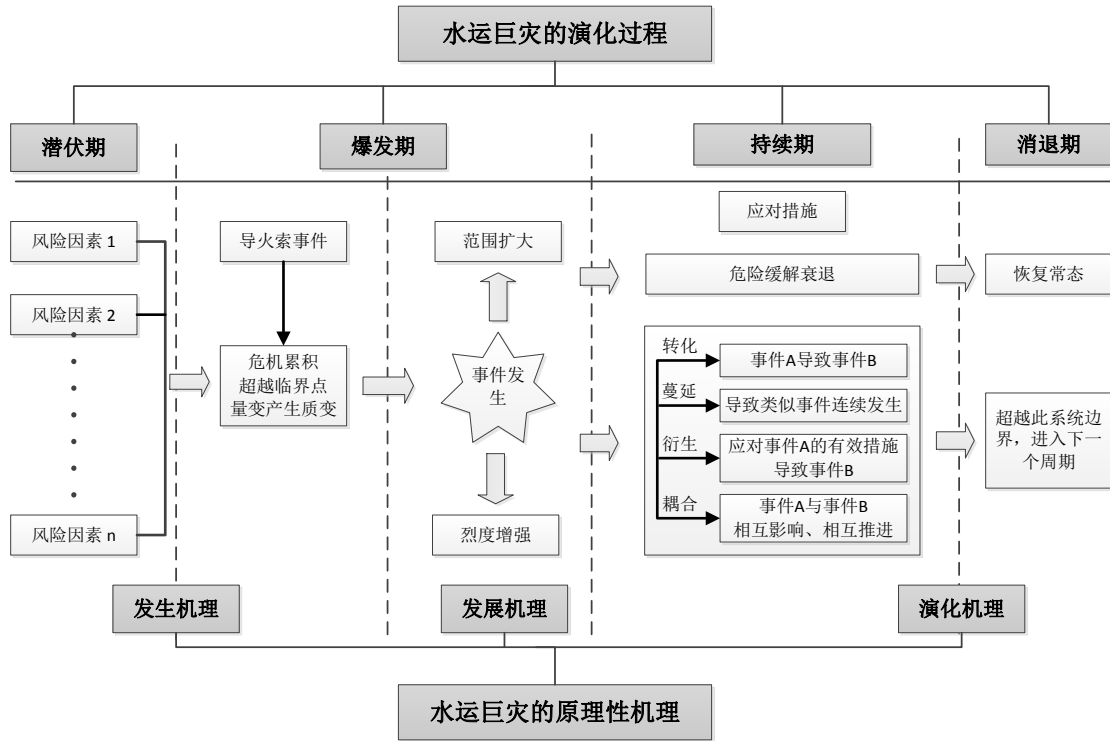 水运巨灾的演化过程
潜伏期
爆发期
持续期
消退期
风险因素 1
风险因素 2
风险因素 n
导火索事件
危机累积
超越临界点
量变产生质变
范围扩大
事件发
生
烈度增强
应对措施
危险缓解衰退
恢复常态
转化
事件A导致事件B
蔓延
导致类似事件连续发生
衍生
应对事件A的有效措施
导致事件B
耦合
事件A与事件B
相互影响、相互推进
超越此系统边
界，进入下一
个周期
发生机理
发展机理
演化机理
水运巨灾的原理性机理